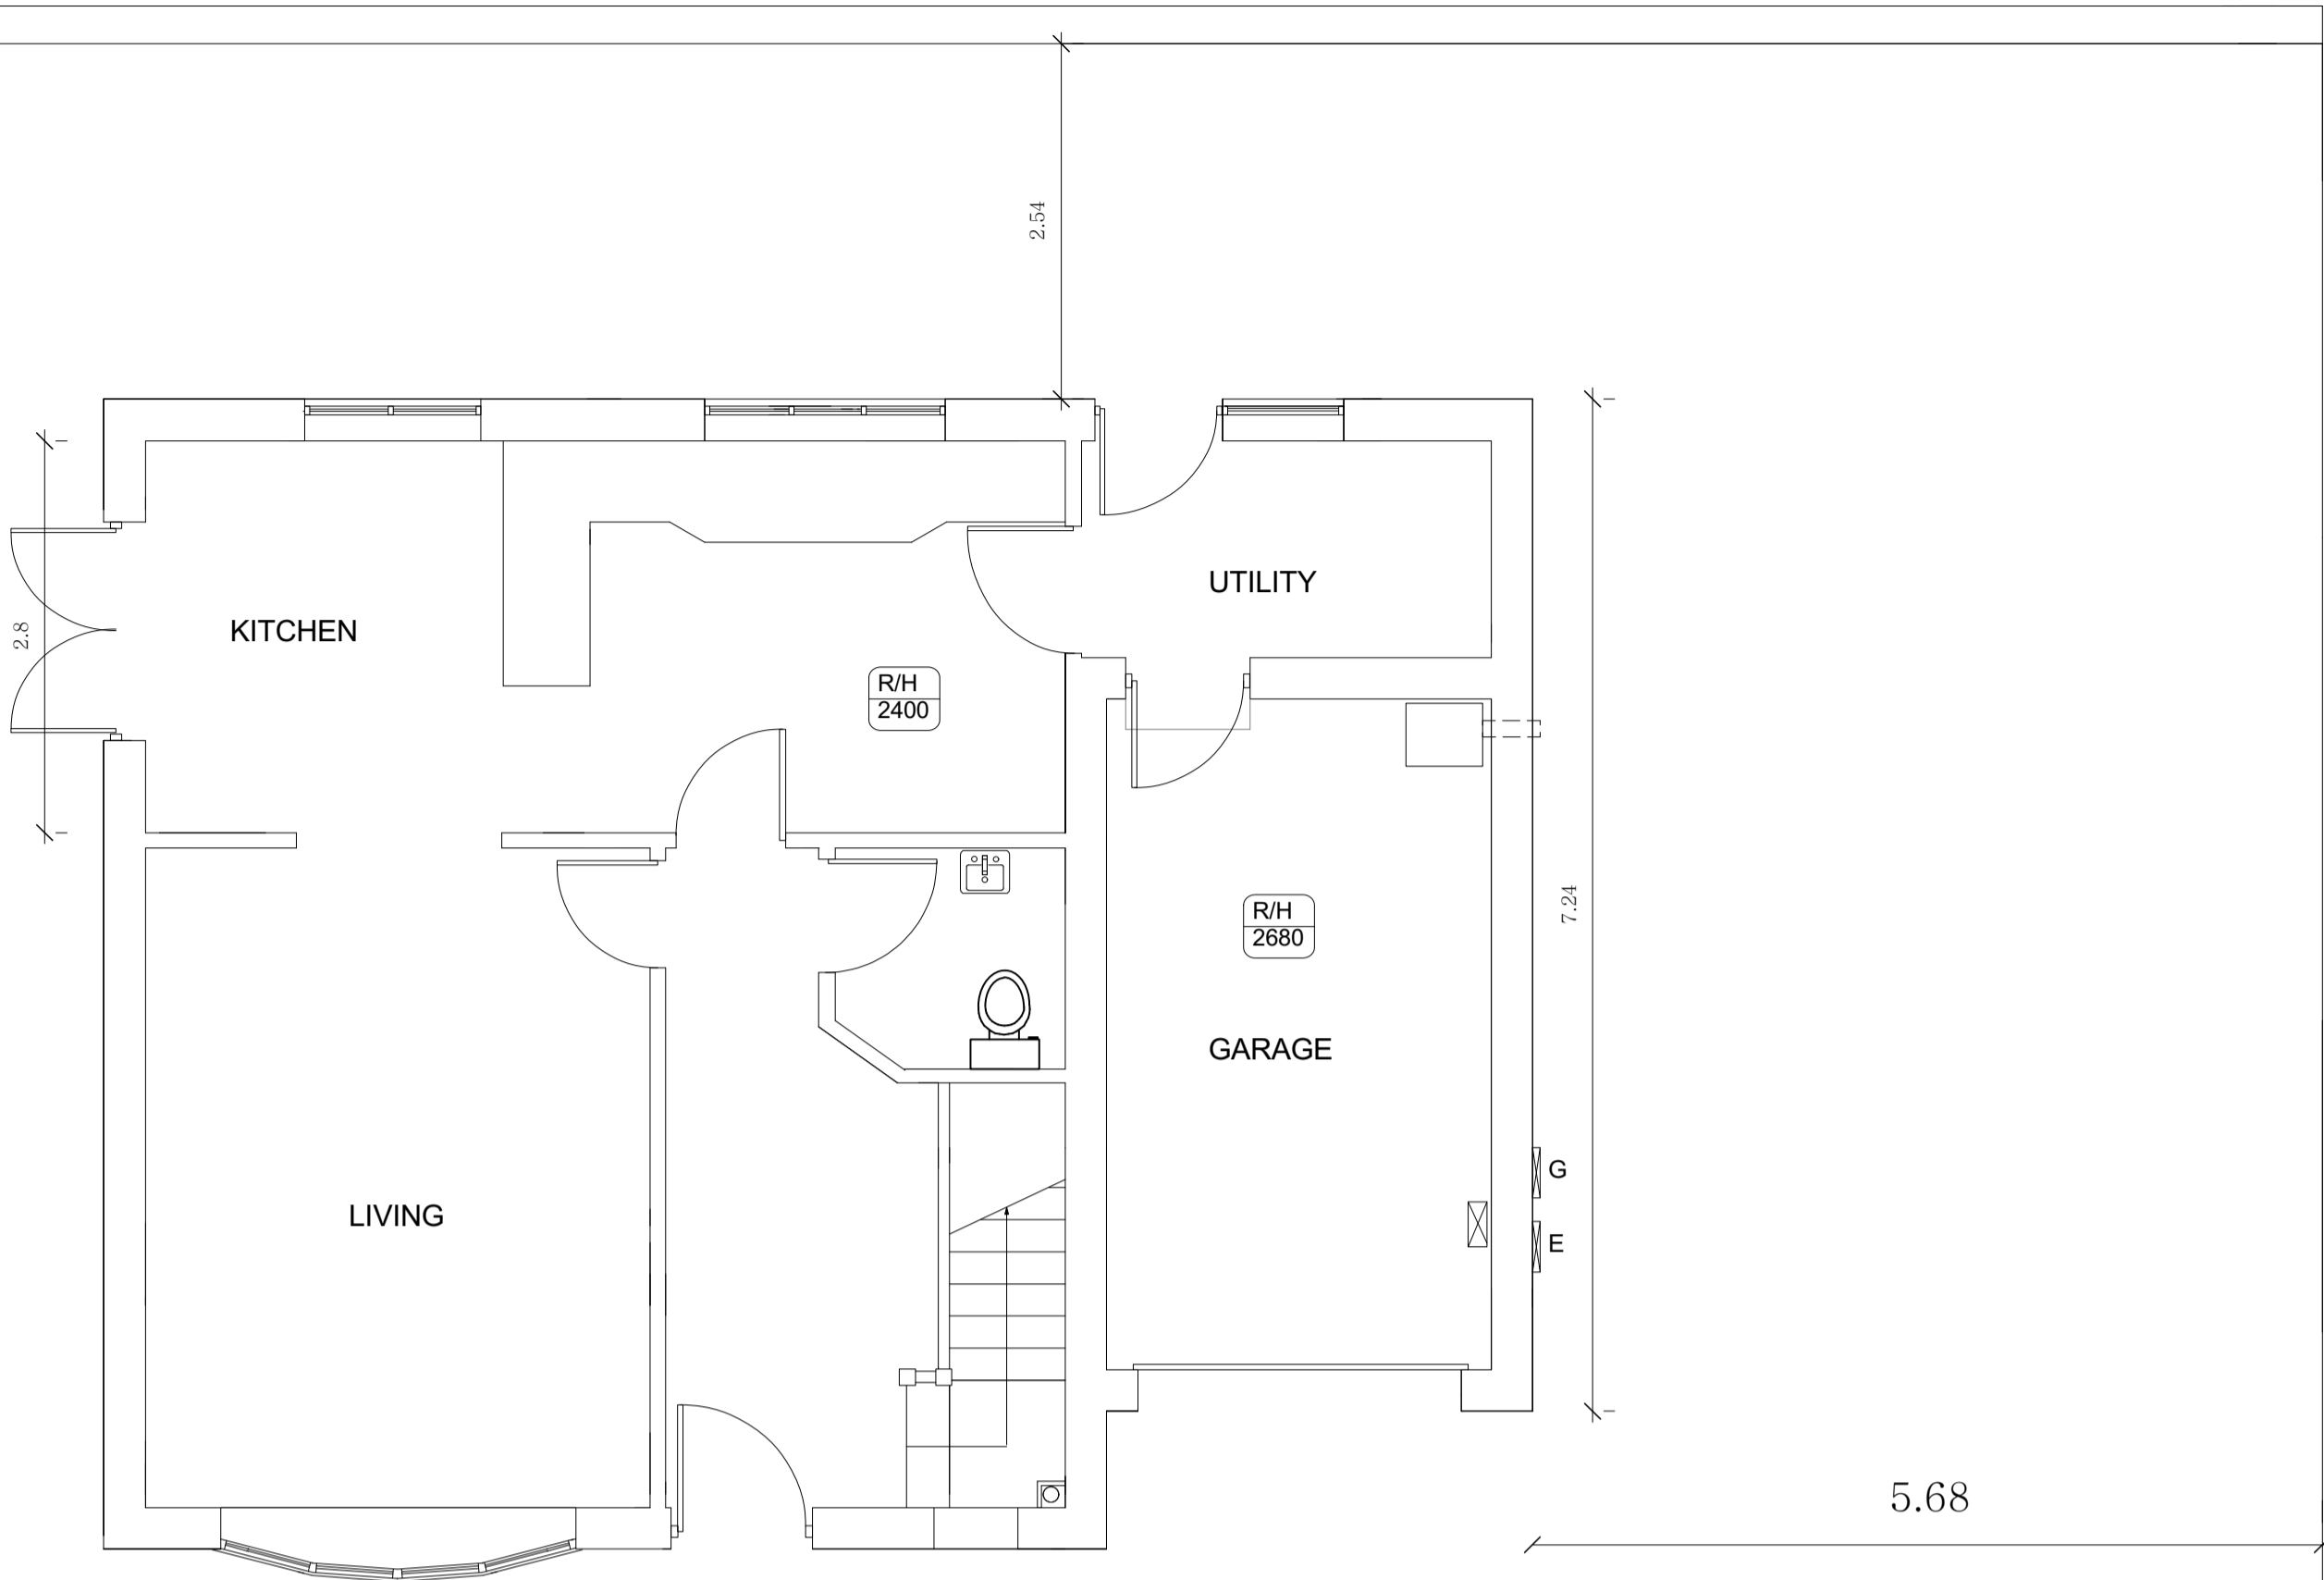 2.54
UTILITY
KITCHEN
2.8
R/H
2400
R/H
2680
7.24
GARAGE
G
LIVING
E
5.68